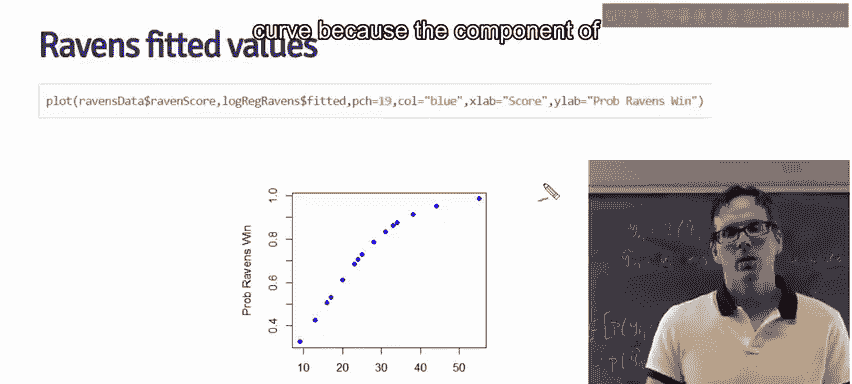 curve because the component of
Ravens fitted values
plot(ravensData$ravenScore,logRegRavens$fitted,pch=19,col="blue",xlab="Score",ylab="Prob Ravens Win")
Prob Ravens Win
1.0
0.8
0.6
0.4
10 20 30 40 50